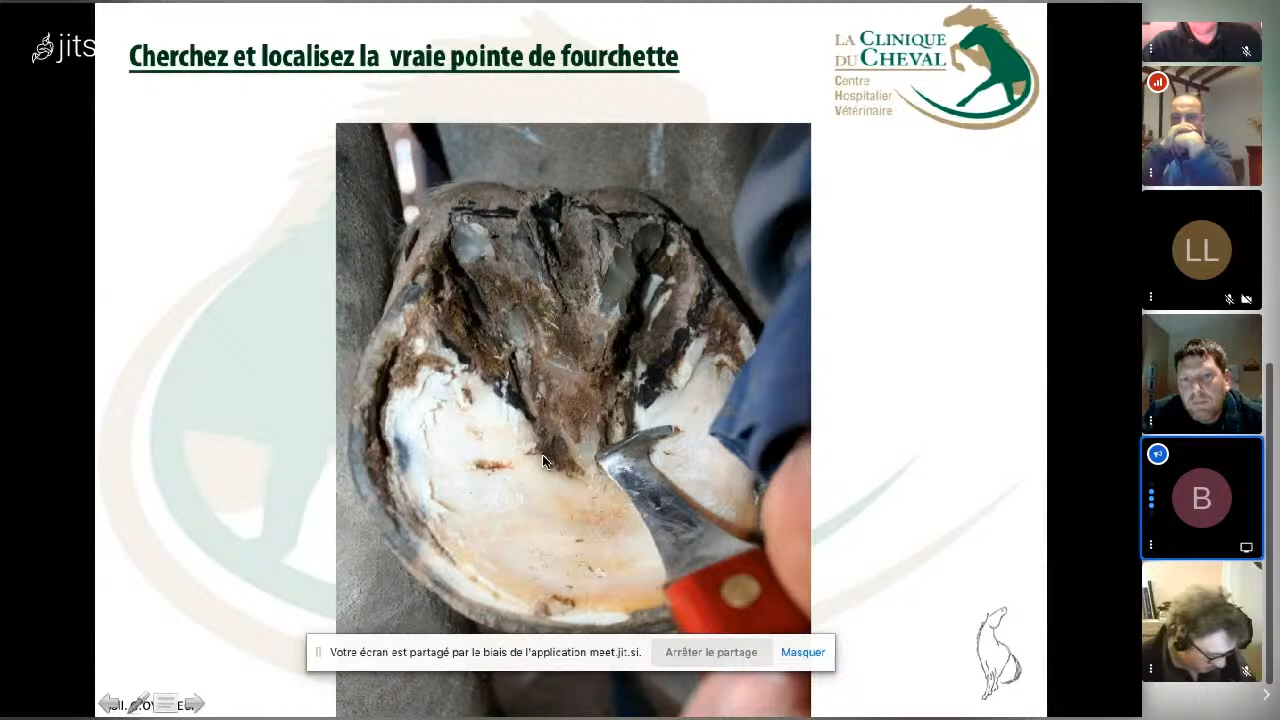 jits
Cherchez et localisez la vraie pointe de fourchette
LA CLINIQUE
DU CHEVAL
Centre
Hospitalier
Vétérinaire
LL
B
Votre écran est partagé par le biais de l'application meet.jit.si.
Arrêter le partage
Masquer